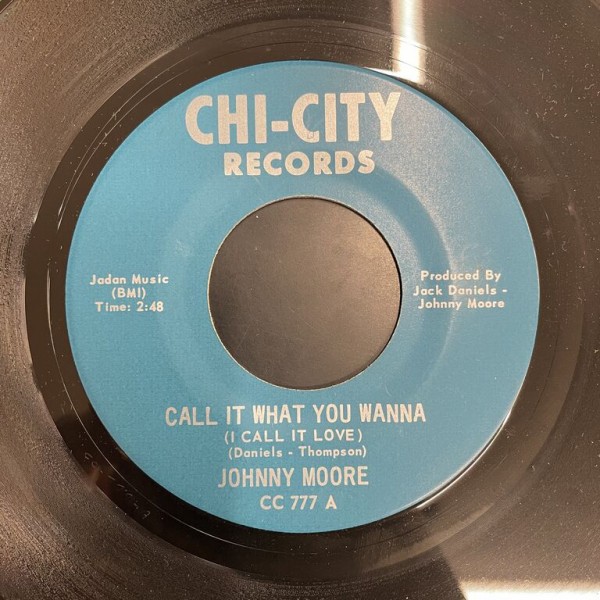 CHI-CITY
RECORDS
Jadan Music
(BMI)
Time: 2:48
Produced By
Jack Daniels -
Johnny Moore
CALL IT WHAT YOU WANNA
(I CALL IT LOVE)
(Daniels - Thompson)
JOHNNY MOORE
CC 777 A